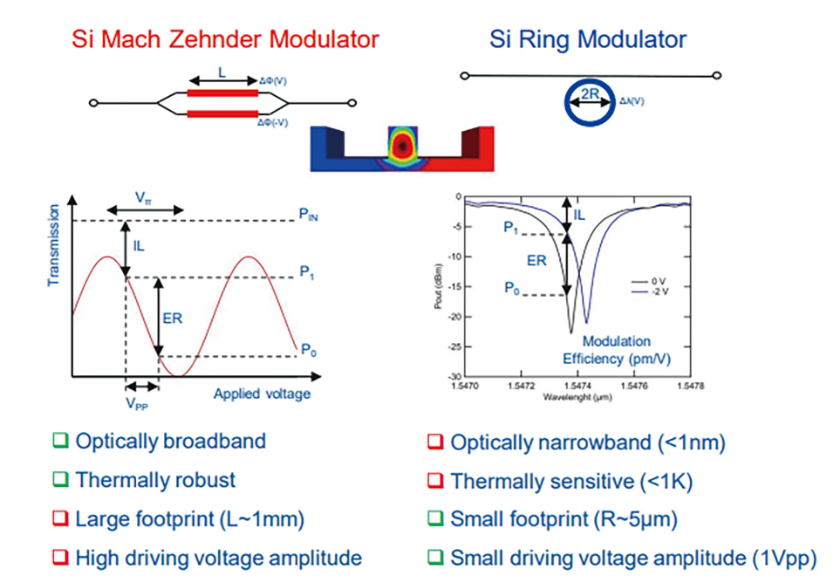 Si Mach Zehnder Modulator
Si Ring Modulator
L
ΔΦ(V)
ΔΦ(-V)
2R
Δλ(V)
Vπ
Transmission
PIN
IL
P1
ER
P0
VPP
Applied voltage
Pout (dBm)
0
-5
-10
-15
-20
-25
-30
IL
P1
ER
P0
0 V
-2 V
Modulation
Efficiency (pm/V)
1.5470
1.5472
1.5474
1.5476
1.5478
Wavelenght (µm)
Optically broadband
Thermally robust
Large footprint (L~1mm)
High driving voltage amplitude
Optically narrowband (<1nm)
Thermally sensitive (<1K)
Small footprint (R~5µm)
Small driving voltage amplitude (1Vpp)